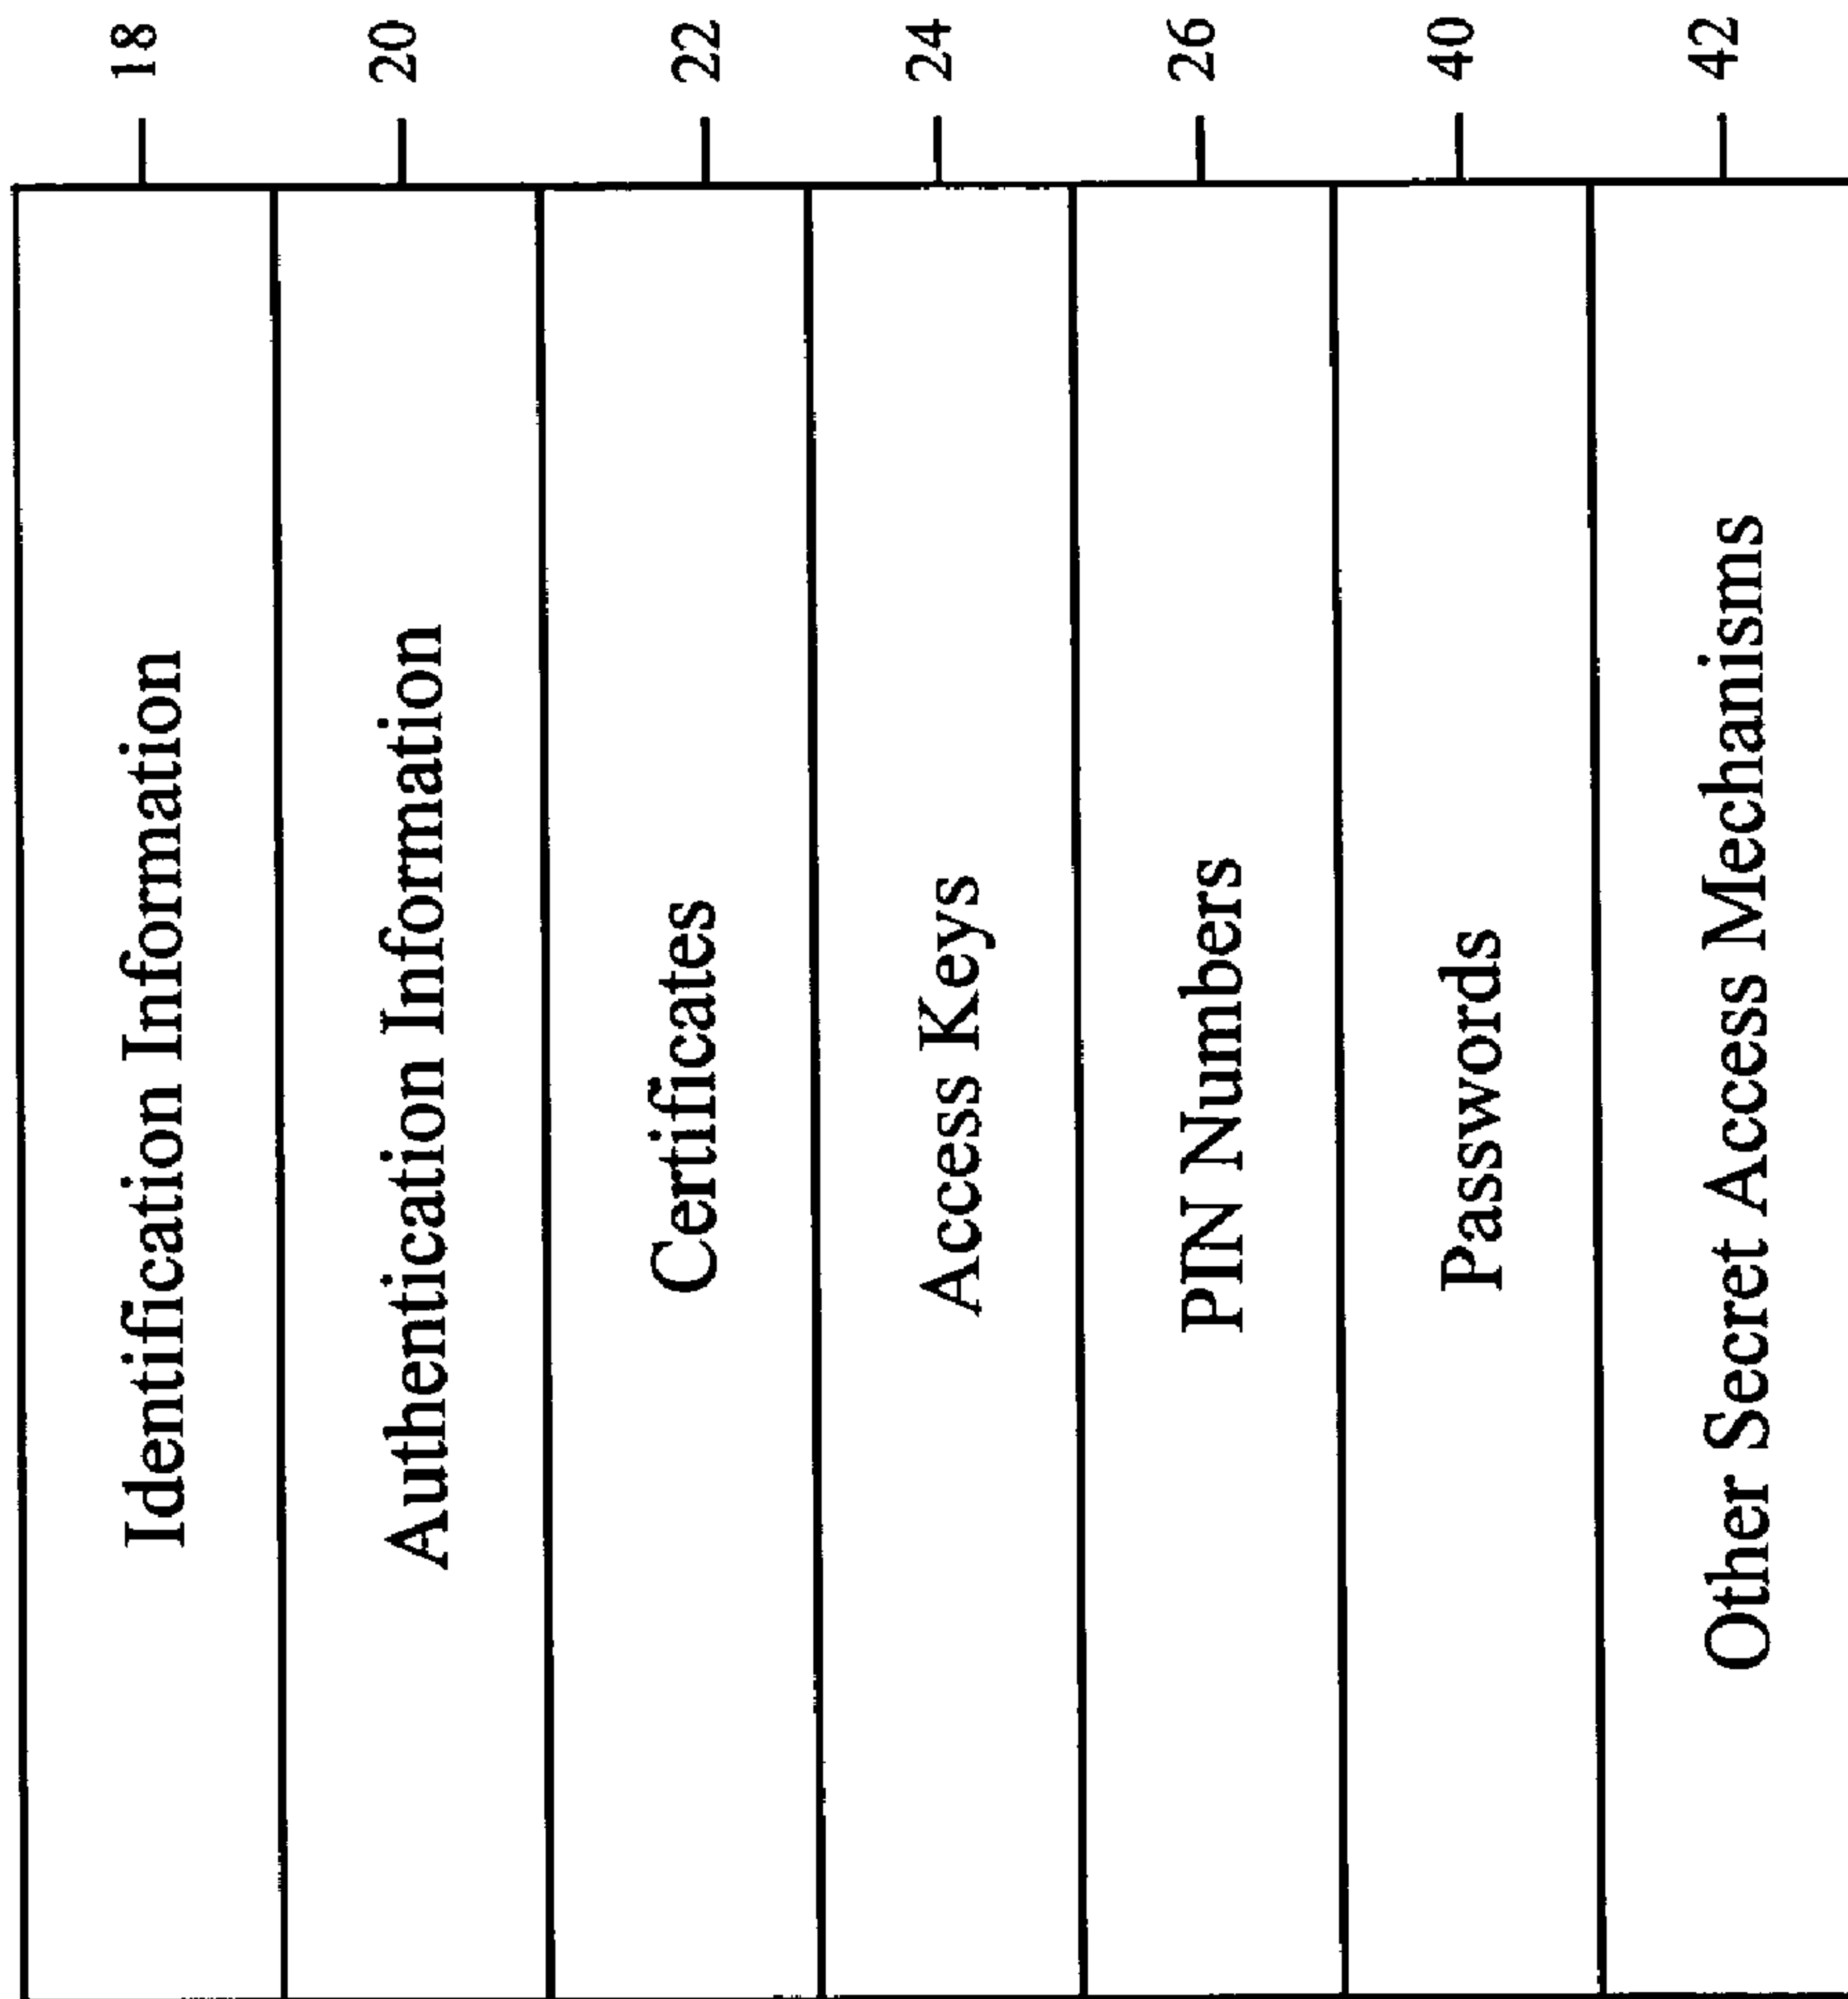 Identification Information 18
Authentication Information 20
Certificates 22
Access Keys 24
PIN Numbers 26
Passwords 40
Other Secret Access Mechanisms 42